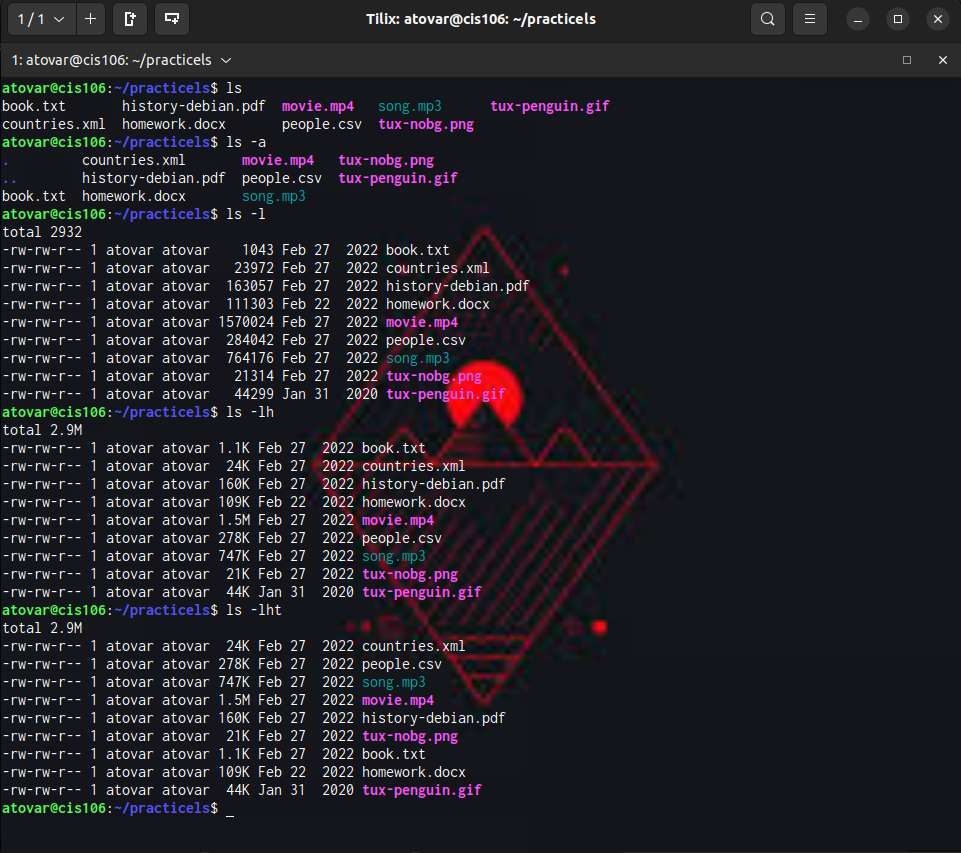 1 / 1
Tilix: atovar@cis106: ~/practicels
1: atovar@cis106: ~/practicels
atovar@cis106:~/practicels$ ls
book.txt       history-debian.pdf  movie.mp4   song.mp3      tux-penguin.gif
countries.xml  homework.docx       people.csv  tux-nobg.png
atovar@cis106:~/practicels$ ls -a
.         countries.xml       movie.mp4   tux-nobg.png
..        history-debian.pdf  people.csv  tux-penguin.gif
book.txt  homework.docx       song.mp3
atovar@cis106:~/practicels$ ls -l
total 2932
-rw-rw-r-- 1 atovar atovar    1043 Feb 27  2022 book.txt
-rw-rw-r-- 1 atovar atovar   23972 Feb 27  2022 countries.xml
-rw-rw-r-- 1 atovar atovar  163057 Feb 27  2022 history-debian.pdf
-rw-rw-r-- 1 atovar atovar  111303 Feb 22  2022 homework.docx
-rw-rw-r-- 1 atovar atovar 1570024 Feb 27  2022 movie.mp4
-rw-rw-r-- 1 atovar atovar  284042 Feb 27  2022 people.csv
-rw-rw-r-- 1 atovar atovar  764176 Feb 27  2022 song.mp3
-rw-rw-r-- 1 atovar atovar   21314 Feb 27  2022 tux-nobg.png
-rw-rw-r-- 1 atovar atovar   44299 Jan 31  2020 tux-penguin.gif
atovar@cis106:~/practicels$ ls -lh
total 2.9M
-rw-rw-r-- 1 atovar atovar 1.1K Feb 27  2022 book.txt
-rw-rw-r-- 1 atovar atovar  24K Feb 27  2022 countries.xml
-rw-rw-r-- 1 atovar atovar 160K Feb 27  2022 history-debian.pdf
-rw-rw-r-- 1 atovar atovar 109K Feb 22  2022 homework.docx
-rw-rw-r-- 1 atovar atovar 1.5M Feb 27  2022 movie.mp4
-rw-rw-r-- 1 atovar atovar 278K Feb 27  2022 people.csv
-rw-rw-r-- 1 atovar atovar 747K Feb 27  2022 song.mp3
-rw-rw-r-- 1 atovar atovar  21K Feb 27  2022 tux-nobg.png
-rw-rw-r-- 1 atovar atovar  44K Jan 31  2020 tux-penguin.gif
atovar@cis106:~/practicels$ ls -lht
total 2.9M
-rw-rw-r-- 1 atovar atovar  24K Feb 27  2022 countries.xml
-rw-rw-r-- 1 atovar atovar 278K Feb 27  2022 people.csv
-rw-rw-r-- 1 atovar atovar 747K Feb 27  2022 song.mp3
-rw-rw-r-- 1 atovar atovar 1.5M Feb 27  2022 movie.mp4
-rw-rw-r-- 1 atovar atovar 160K Feb 27  2022 history-debian.pdf
-rw-rw-r-- 1 atovar atovar  21K Feb 27  2022 tux-nobg.png
-rw-rw-r-- 1 atovar atovar 1.1K Feb 27  2022 book.txt
-rw-rw-r-- 1 atovar atovar 109K Feb 22  2022 homework.docx
-rw-rw-r-- 1 atovar atovar  44K Jan 31  2020 tux-penguin.gif
atovar@cis106:~/practicels$ _